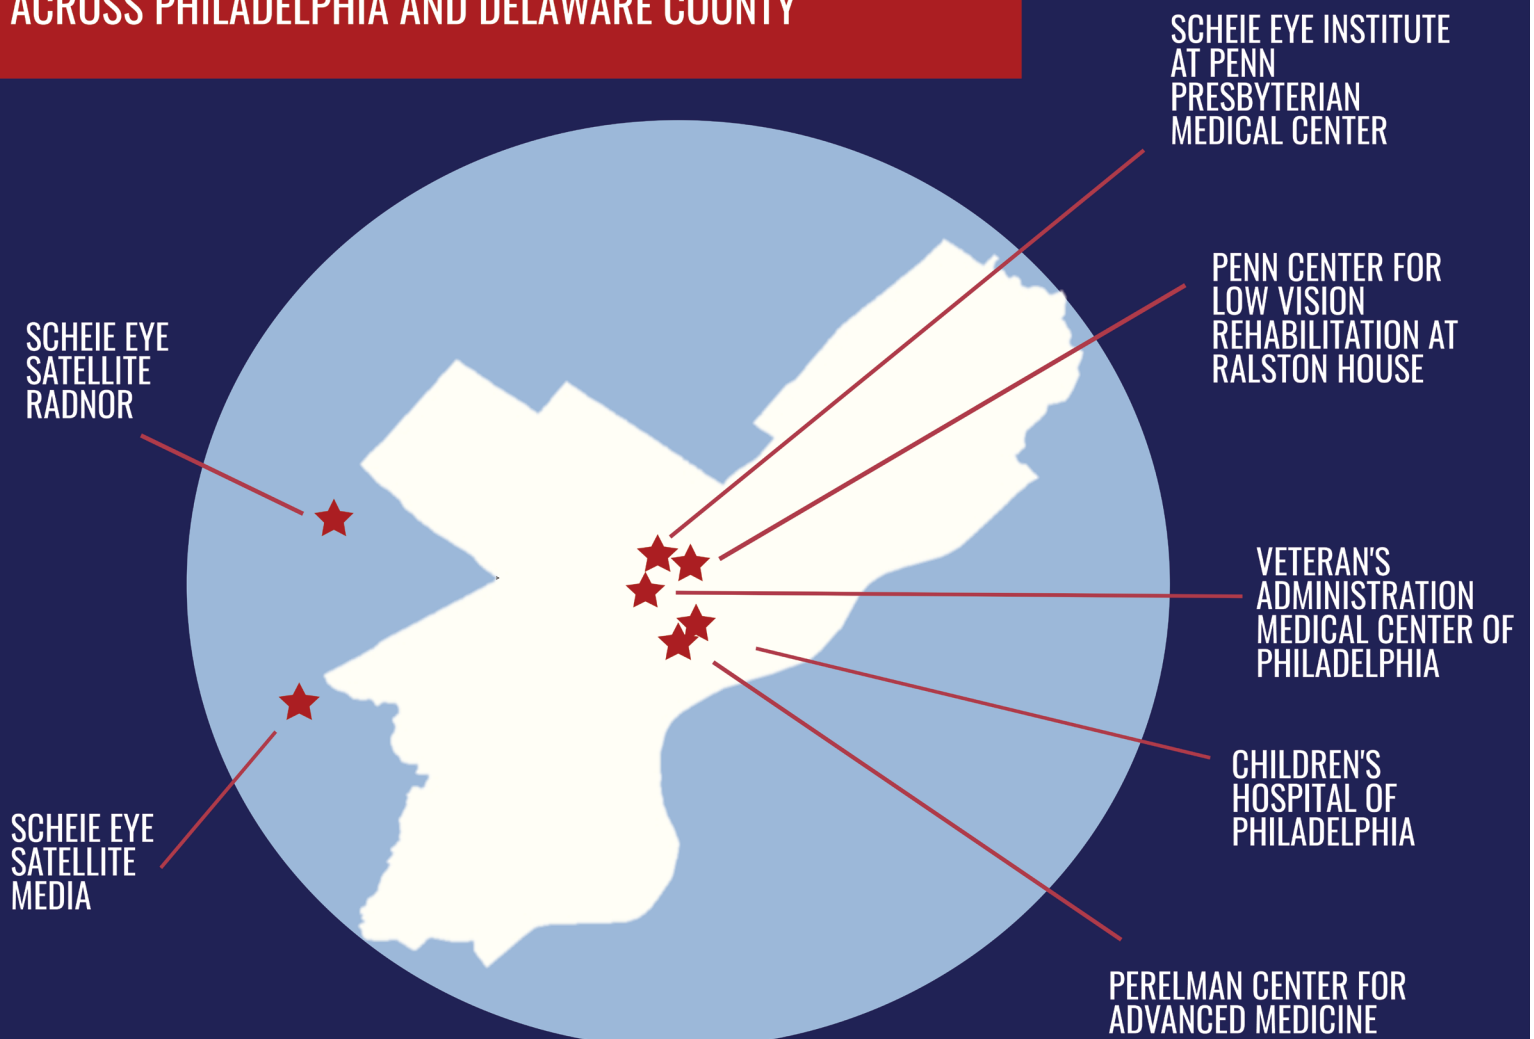 ACROSS PHILADELPHIA AND DELAWARE COUNTY
SCHEIE EYE INSTITUTE
AT PENN
PRESBYTERIAN
MEDICAL CENTER
PENN CENTER FOR
LOW VISION
REHABILITATION AT
RALSTON HOUSE
SCHEIE EYE
SATELLITE
RADNOR
VETERAN'S
ADMINISTRATION
MEDICAL CENTER OF
PHILADELPHIA
CHILDREN'S
HOSPITAL OF
PHILADELPHIA
SCHEIE EYE
SATELLITE
MEDIA
PERELMAN CENTER FOR
ADVANCED MEDICINE